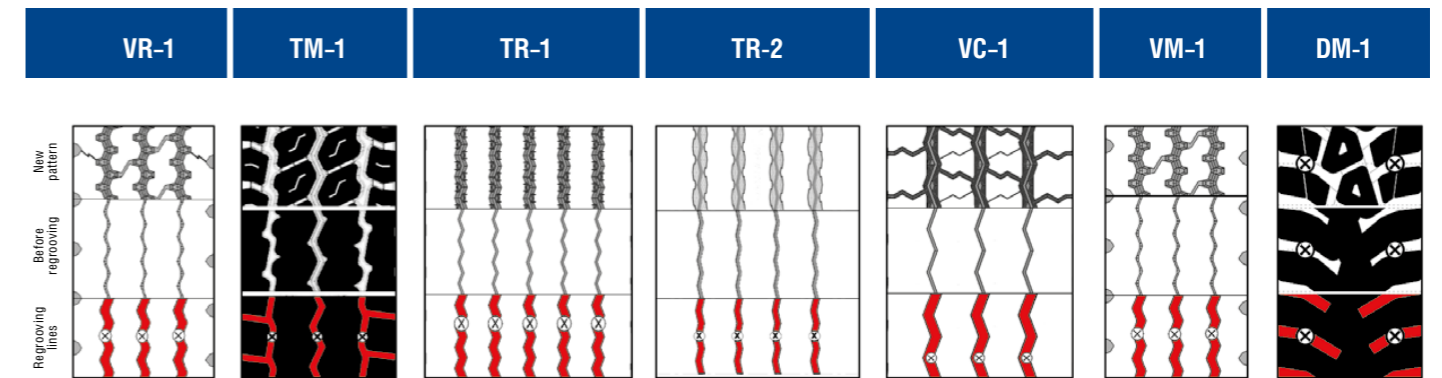 VR-1
TM-1
TR-1
TR-2
VC-1
VM-1
DM-1
New
pattern
Before
regrooving
Regrooving
lines